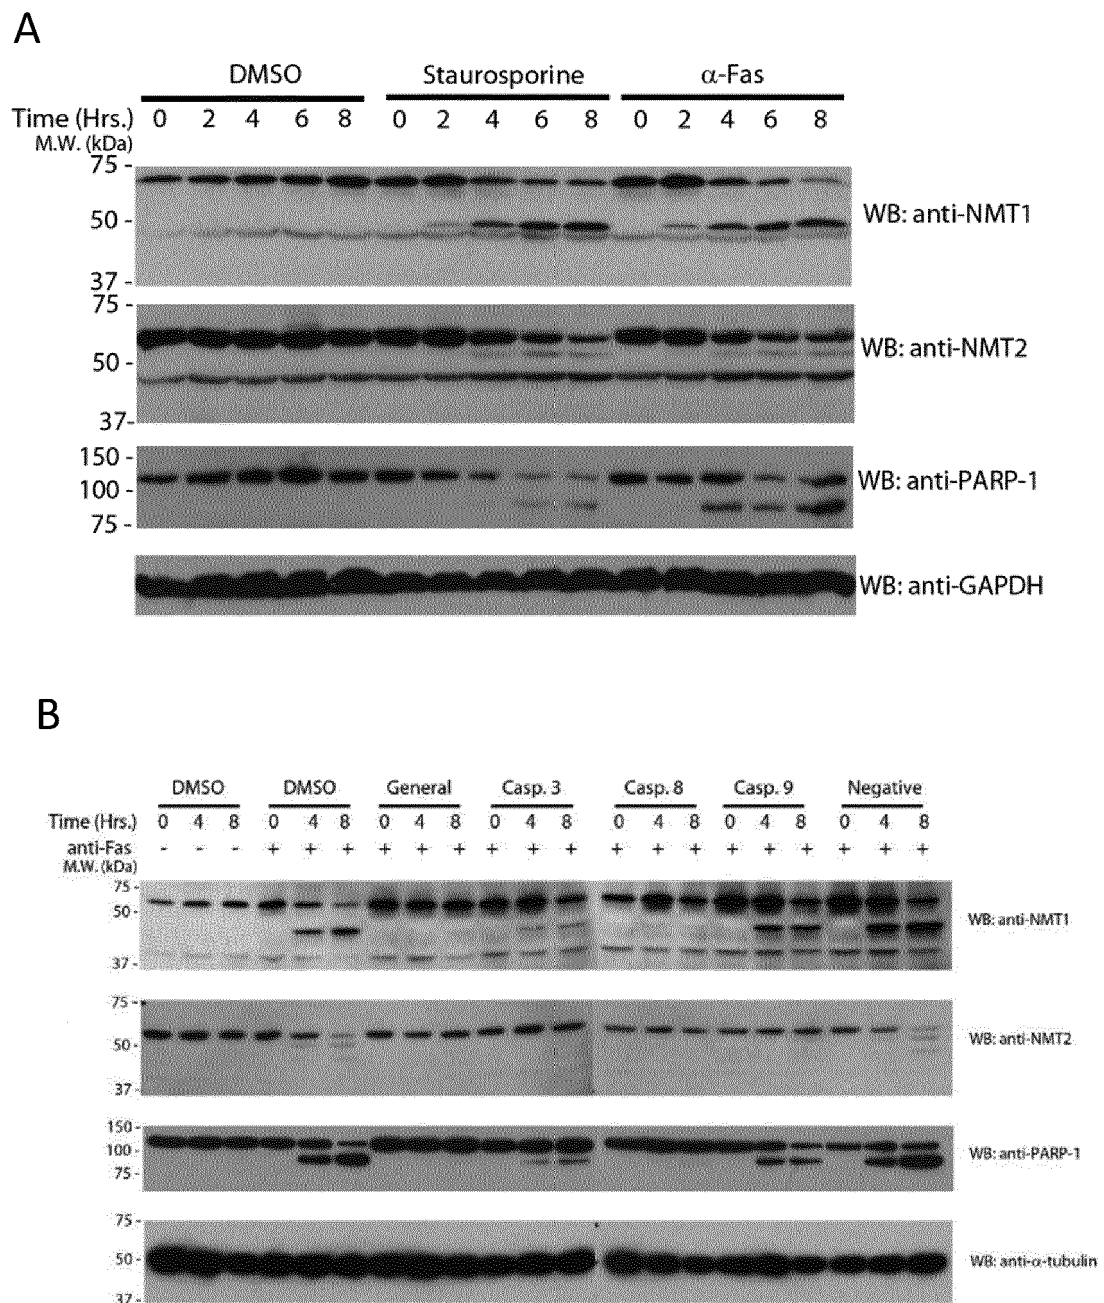 A
DMSO Staurosporine α-Fas
Time (Hrs.) 0 2 4 6 8 0 2 4 6 8 0 2 4 6 8
M.W. (kDa)
75 -
50 -
WB: anti-NMT1
37 -
75 -
WB: anti-NMT2
50 -
37-
150 -
WB: anti-PARP-1
100 -
75 -
WB: anti-GAPDH
B
DMSO DMSO General Casp. 3 Casp. 8 Casp. 9 Negative
Time (Hrs.) 0 4 8 0 4 8 0 4 8 0 4 8 0 4 8 0 4 8 0 4 8
anti-Fas - - - + + + + + + + + + + + + + + + + + +
M.W. (kDa)
75 -
50 -
WB: anti-NMT1
37 -
75 -
WB: anti-NMT2
50 -
37 -
150 -
100 -
WB: anti-PARP-1
75 -
75 -
50 -
WB: anti-α-tubulin
37 -